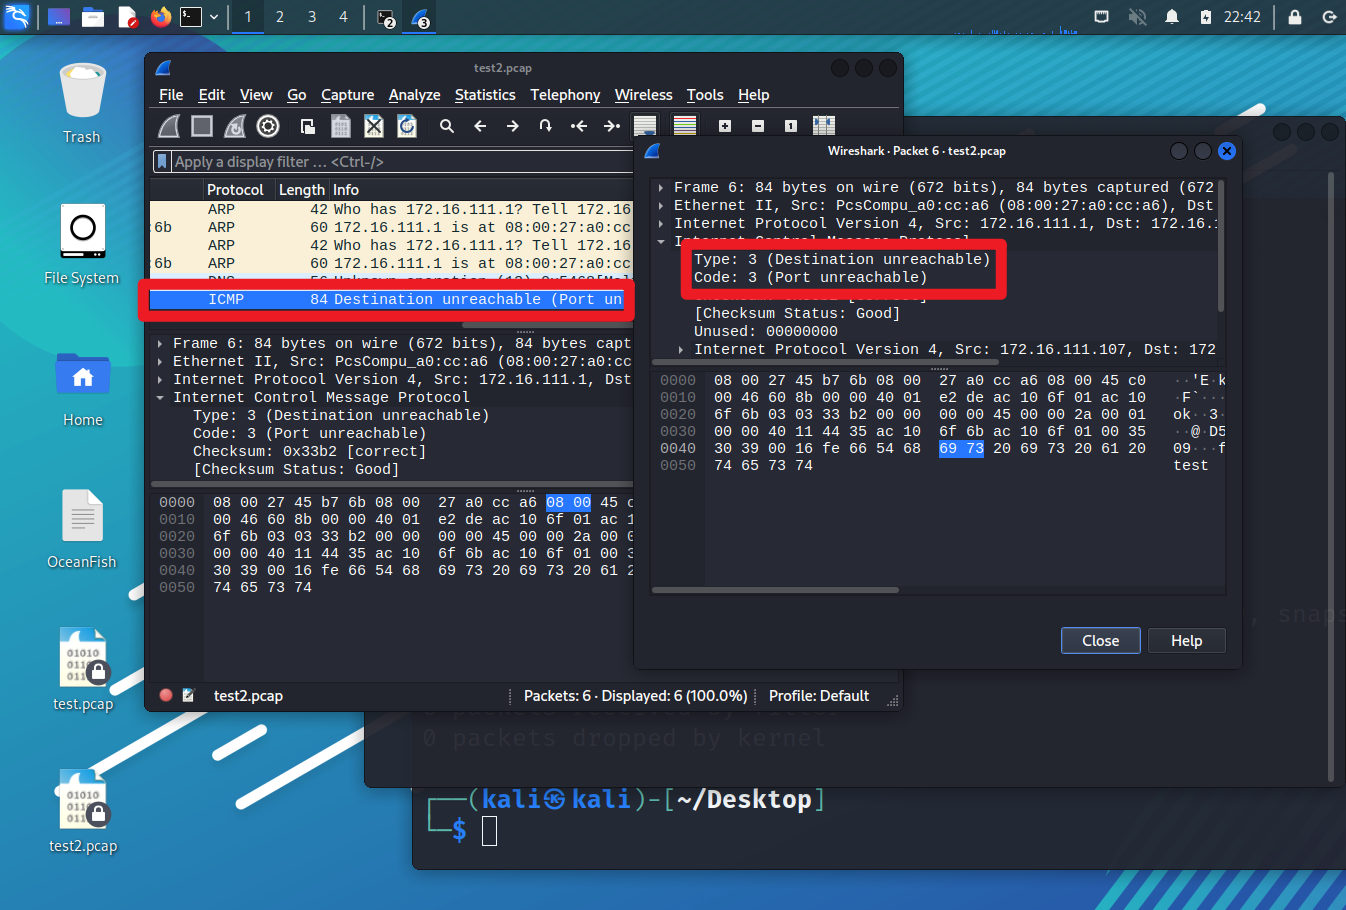 1 2 3 4 2 3 22:42
Trash
File System
Home
OceanFish
test.pcap
test2.pcap
test2.pcap
File Edit View Go Capture Analyze Statistics Telephony Wireless Tools Help
Apply a display filter … <Ctrl-/>
Protocol Length Info
ARP 42 Who has 172.16.111.1? Tell 172.16
:6b ARP 60 172.16.111.1 is at 08:00:27:a0:cc
ARP 42 Who has 172.16.111.1? Tell 172.16
:6b ARP 60 172.16.111.1 is at 08:00:27:a0:cc
ICMP 84 Destination unreachable (Port un
Frame 6: 84 bytes on wire (672 bits), 84 bytes capt
Ethernet II, Src: PcsCompu_a0:cc:a6 (08:00:27:a0:cc
Internet Protocol Version 4, Src: 172.16.111.1, Dst
Internet Control Message Protocol
Type: 3 (Destination unreachable)
Code: 3 (Port unreachable)
Checksum: 0x33b2 [correct]
[Checksum Status: Good]
0000 08 00 27 45 b7 6b 08 00 27 a0 cc a6 08 00 45 c
0010 00 46 60 8b 00 00 40 01 e2 de ac 10 6f 01 ac 1
0020 6f 6b 03 03 33 b2 00 00 00 00 45 00 00 2a 00 0
0030 00 00 40 11 44 35 ac 10 6f 6b ac 10 6f 01 00 3
0040 30 39 00 16 fe 66 54 68 69 73 20 69 73 20 61 2
0050 74 65 73 74
test2.pcap Packets: 6 · Displayed: 6 (100.0%) Profile: Default
Wireshark · Packet 6 · test2.pcap
Frame 6: 84 bytes on wire (672 bits), 84 bytes captured (672
Ethernet II, Src: PcsCompu_a0:cc:a6 (08:00:27:a0:cc:a6), Dst
Internet Protocol Version 4, Src: 172.16.111.1, Dst: 172.16.1
Type: 3 (Destination unreachable)
Code: 3 (Port unreachable)
[Checksum Status: Good]
Unused: 00000000
Internet Protocol Version 4, Src: 172.16.111.107, Dst: 172
0000 08 00 27 45 b7 6b 08 00 27 a0 cc a6 08 00 45 c0 ··'E·k
0010 00 46 60 8b 00 00 40 01 e2 de ac 10 6f 01 ac 10 ·F`···
0020 6f 6b 03 03 33 b2 00 00 00 00 45 00 00 2a 00 01 ok··3·
0030 00 00 40 11 44 35 ac 10 6f 6b ac 10 6f 01 00 35 ··@·D5
0040 30 39 00 16 fe 66 54 68 69 73 20 69 73 20 61 20 09···f
0050 74 65 73 74 test
Close Help
, snaps
0 packets dropped by kernel
┌──(kali㉿kali)-[~/Desktop]
└─$